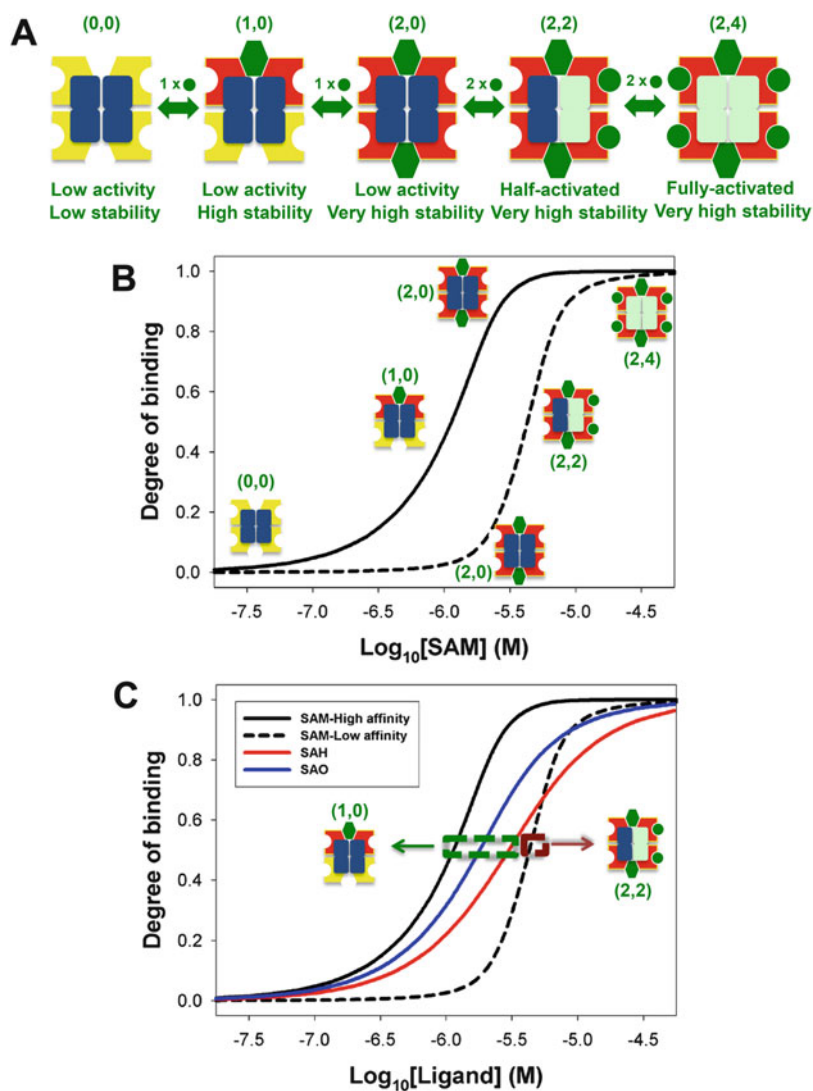 A
(0,0) (1,0) (2,0) (2,2) (2,4)
1 x 1 x 2 x 2 x
Low activity Low activity Low activity Half-activated Fully-activated
Low stability High stability Very high stability Very high stability Very high stability
B
1.0
0.8
0.6
0.4
0.2
0.0
Degree of binding
(2,0)
(2,4)
(1,0)
(2,2)
(0,0)
(2,0)
-7.5 -7.0 -6.5 -6.0 -5.5 -5.0 -4.5
Log10[SAM] (M)
C
1.0
0.8
0.6
0.4
0.2
0.0
Degree of binding
SAM-High affinity
SAM-Low affinity
SAH
SAO
(1,0)
(2,2)
-7.5 -7.0 -6.5 -6.0 -5.5 -5.0 -4.5
Log10[Ligand] (M)